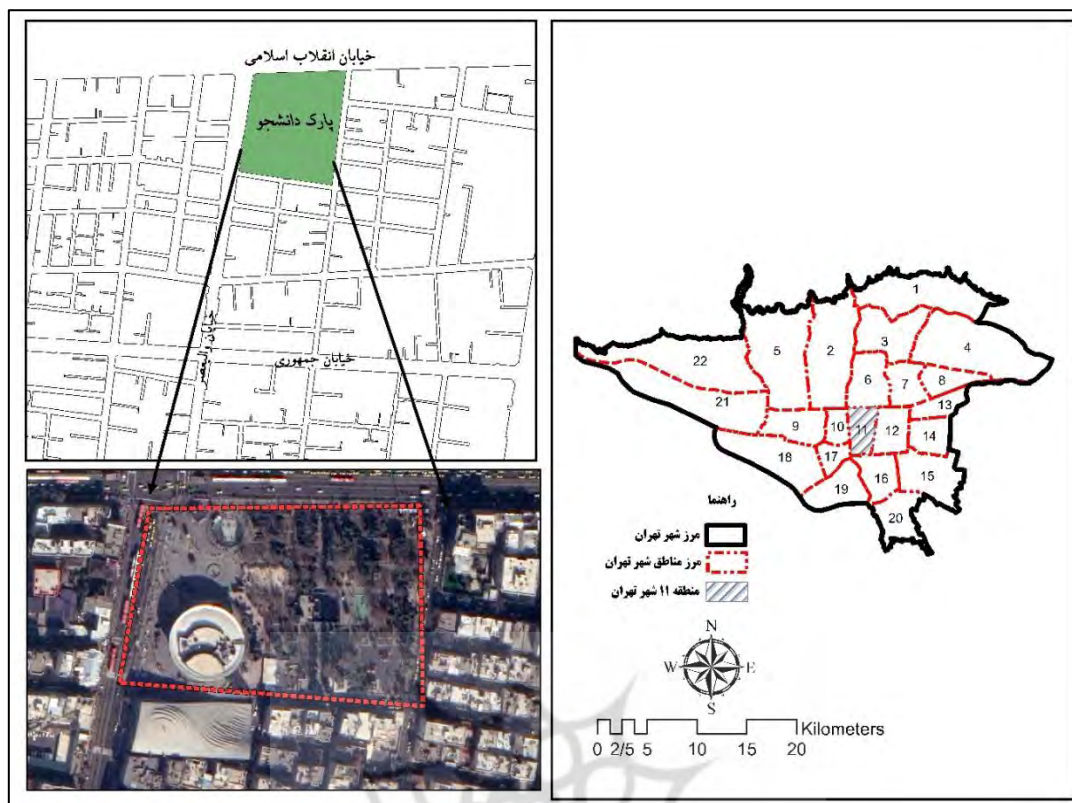 خیابان انقلاب اسلامی
پارک دانشجو
خیابان ولیعصر
خیابان جمهوری
1
2
3
4
5
6
7
8
22
21
9
10
11
12
13
14
18
17
19
16
15
20
راهنما
مرز شهر تهران
مرز مناطق شهر تهران
منطقه ۱۱ شهر تهران
N
W E
S
Kilometers
0 2/5 5 10 15 20